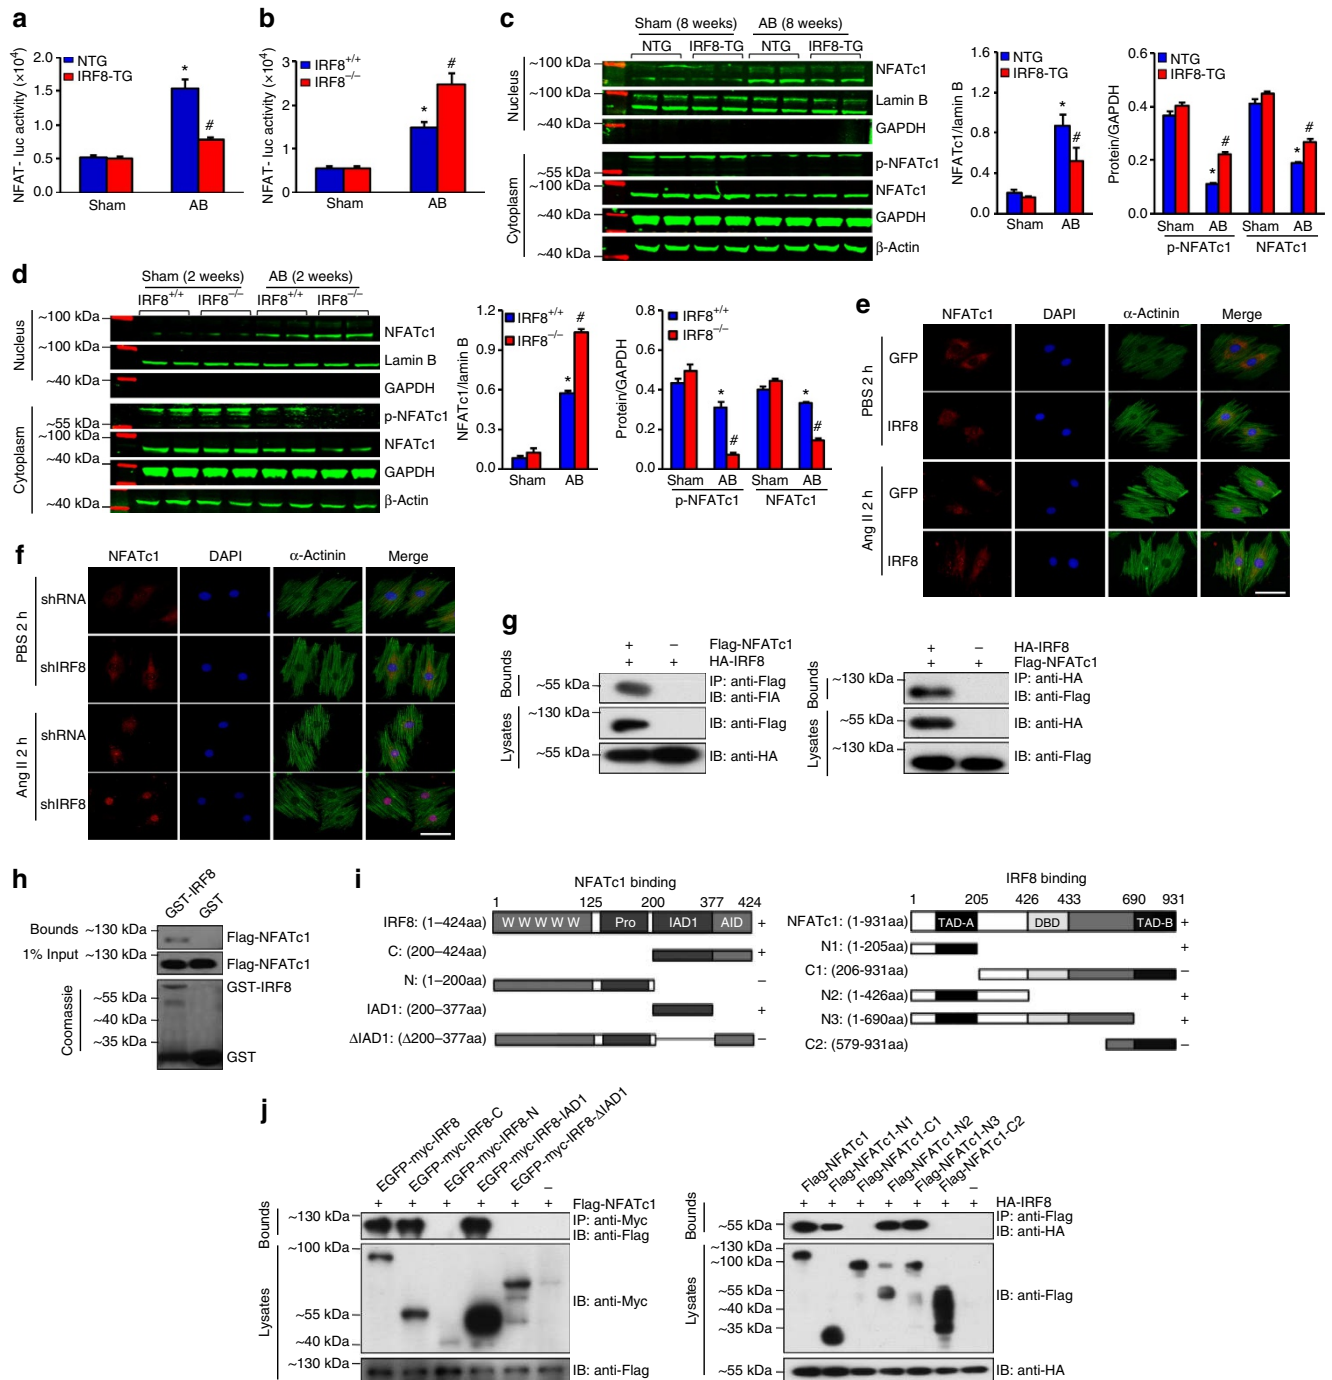 a
NFAT- luc activity (×10⁴)
2.0
1.5
1.0
0.5
0.0
NTG
IRF8-TG
*
#
Sham
AB
b
NFAT- luc activity (×10⁴)
3
2
1
0
IRF8+/+
IRF8−/−
*
#
Sham
AB
c
Sham (8 weeks)
AB (8 weeks)
NTG
IRF8-TG
NTG
IRF8-TG
Nucleus
~100 kDa
NFATc1
~100 kDa
Lamin B
~40 kDa
GAPDH
Cytoplasm
p-NFATc1
~55 kDa
~100 kDa
NFATc1
~40 kDa
GAPDH
β-Actin
~40 kDa
NFATc1/lamin B
1.6
1.2
0.8
0.4
0.0
NTG
IRF8-TG
*
#
Sham
AB
Protein/GAPDH
0.6
0.4
0.2
0.0
NTG
IRF8-TG
*
#
*
#
Sham AB Sham AB
p-NFATc1 NFATc1
d
Sham (2 weeks)
AB (2 weeks)
IRF8+/+
IRF8−/−
IRF8+/+
IRF8−/−
Nucleus
~100 kDa
NFATc1
~100 kDa
Lamin B
~40 kDa
GAPDH
Cytoplasm
p-NFATc1
~55 kDa
~100 kDa
NFATc1
~40 kDa
GAPDH
~40 kDa
β-Actin
NFATc1/lamin B
1.2
0.9
0.6
0.3
0.0
IRF8+/+
IRF8−/−
*
#
Sham
AB
Protein/GAPDH
0.8
0.6
0.4
0.2
0.0
IRF8+/+
IRF8−/−
*
#
*
#
Sham AB Sham AB
p-NFATc1 NFATc1
e
NFATc1 DAPI α-Actinin Merge
PBS 2 h
GFP
IRF8
Ang II 2 h
GFP
IRF8
f
NFATc1 DAPI α-Actinin Merge
PBS 2 h
shRNA
shIRF8
Ang II 2 h
shRNA
shIRF8
g
+ − Flag-NFATc1
+ + HA-IRF8
Bounds
~55 kDa
IP: anti-Flag
IB: anti-FIA
Lysates
~130 kDa
IB: anti-Flag
~55 kDa
IB: anti-HA
+ − HA-IRF8
+ + Flag-NFATc1
Bounds
~130 kDa
IP: anti-HA
IB: anti-Flag
Lysates
~55 kDa
IB: anti-HA
~130 kDa
IB: anti-Flag
h
GST-IRF8
GST
Bounds ~130 kDa
Flag-NFATc1
1% Input ~130 kDa
Flag-NFATc1
Coomassie
GST-IRF8
~55 kDa
~40 kDa
~35 kDa
GST
i
NFATc1 binding
1 125 200 377 424
IRF8: (1–424aa) W W W W W Pro IAD1 AID +
C: (200–424aa) +
N: (1–200aa) −
IAD1: (200–377aa) +
ΔIAD1: (Δ200–377aa) −
IRF8 binding
1 205 426 433 690 931
NFATc1: (1-931aa) TAD-A DBD TAD-B +
N1: (1-205aa) +
C1: (206-931aa) −
N2: (1-426aa) +
N3: (1-690aa) +
C2: (579-931aa) −
j
EGFP-myc-IRF8
EGFP-myc-IRF8-C
EGFP-myc-IRF8-N
EGFP-myc-IRF8-IAD1
EGFP-myc-IRF8-ΔIAD1
−
+ + + + + + Flag-NFATc1
Bounds
~130 kDa
IP: anti-Myc
IB: anti-Flag
Lysates
~100 kDa
IB: anti-Myc
~55 kDa
~40 kDa
~130 kDa
IB: anti-Flag
Flag-NFATc1
Flag-NFATc1-N1
Flag-NFATc1-C1
Flag-NFATc1-N2
Flag-NFATc1-N3
Flag-NFATc1-C2
−
+ + + + + + + HA-IRF8
Bounds
~55 kDa
IP: anti-Flag
IB: anti-HA
Lysates
~130 kDa
~100 kDa
~55 kDa
IB: anti-Flag
~40 kDa
~35 kDa
~55 kDa
IB: anti-HA